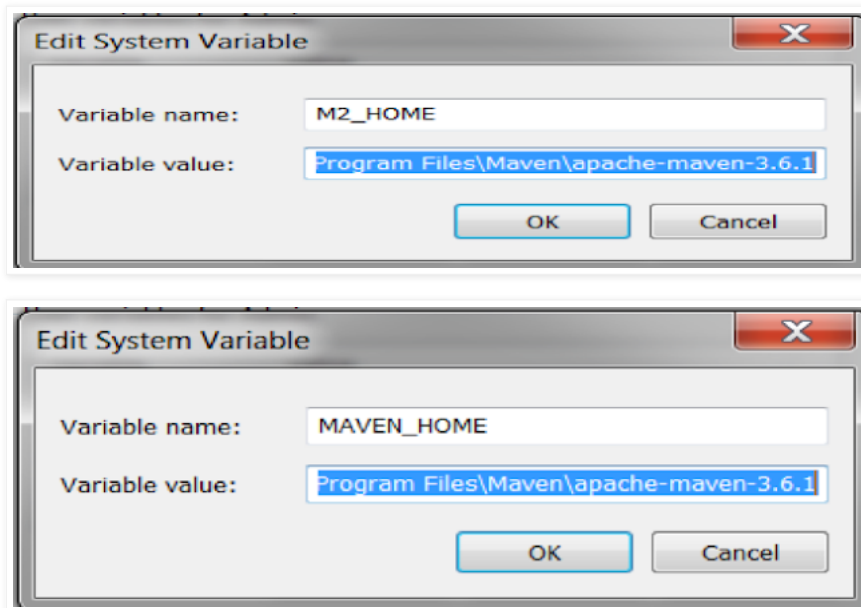 Edit System Variable
Variable name: M2_HOME
Variable value: Program Files\Maven\apache-maven-3.6.1
OK Cancel
Edit System Variable
Variable name: MAVEN_HOME
Variable value: Program Files\Maven\apache-maven-3.6.1
OK Cancel